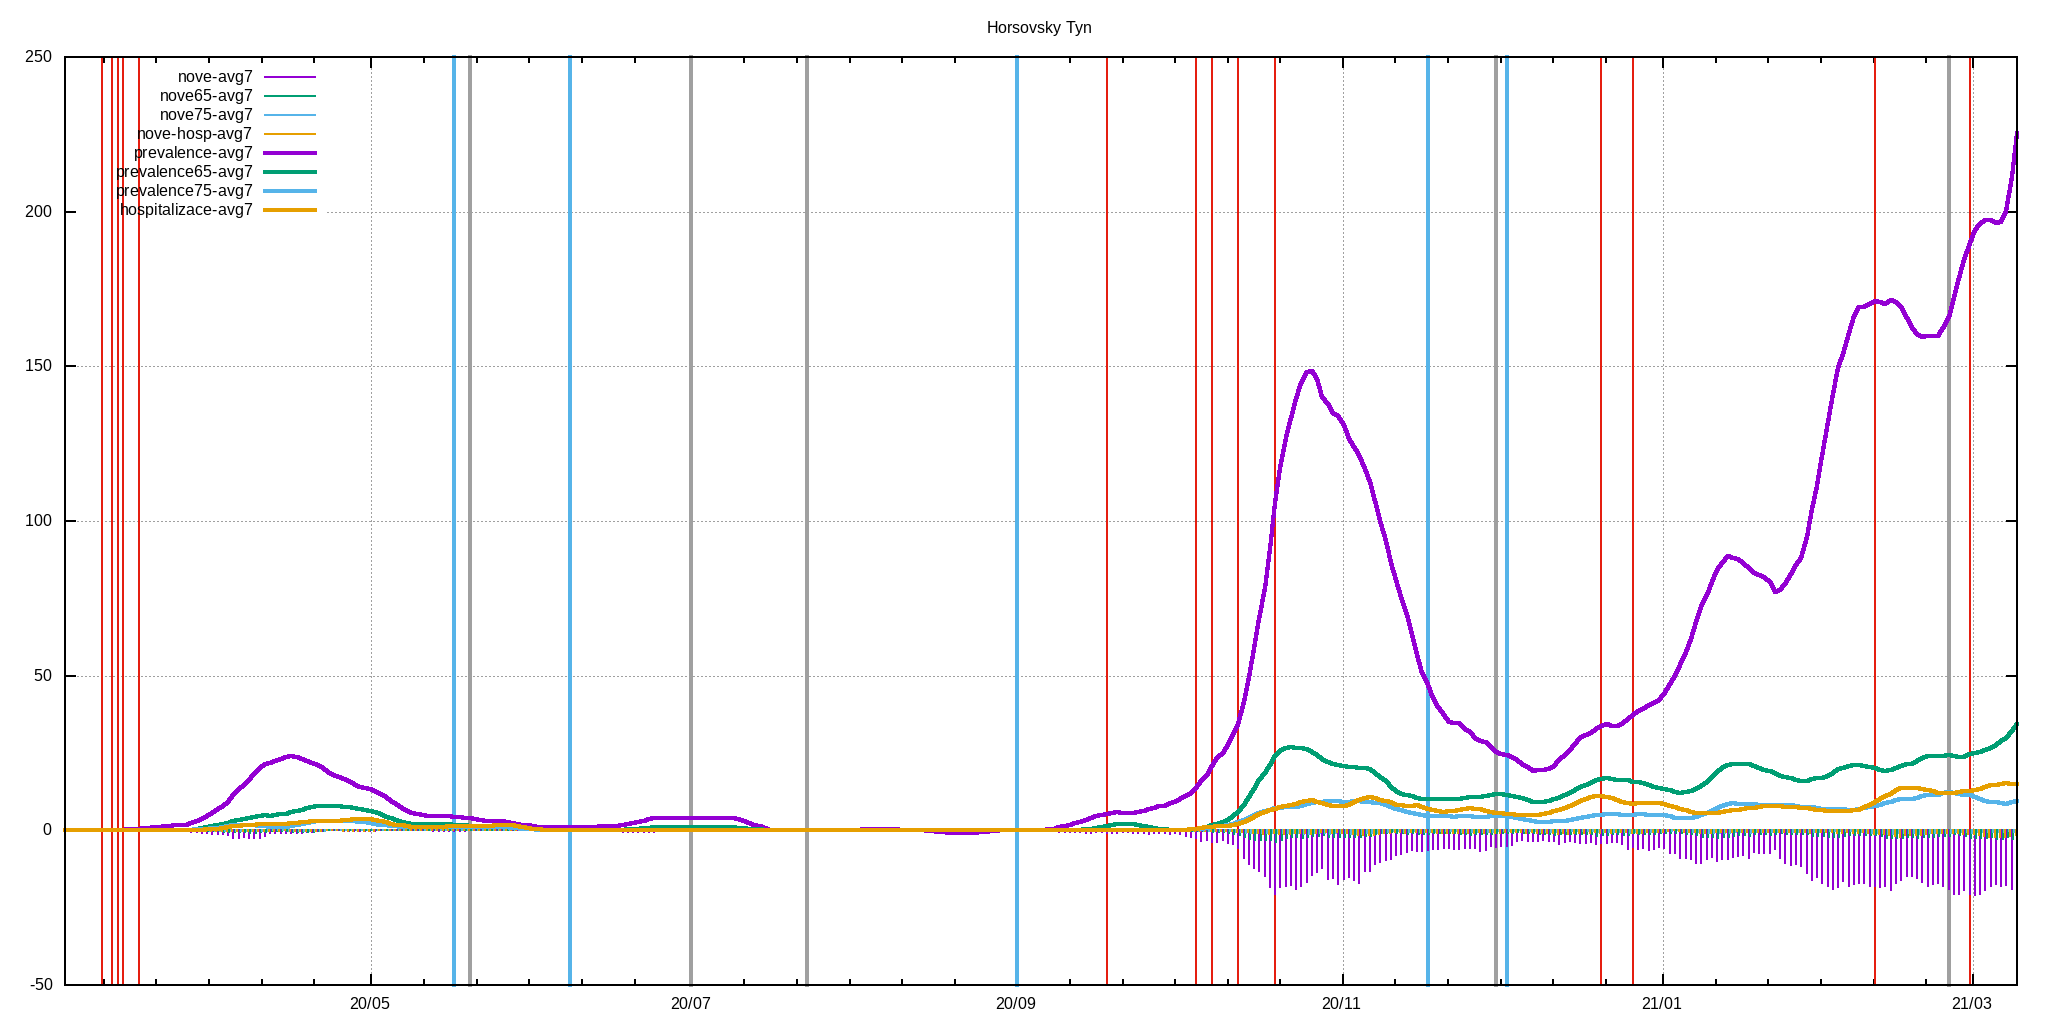 Horsovsky Tyn
250
200
150
100
50
0
-50
nove-avg7
nove65-avg7
nove75-avg7
nove-hosp-avg7
prevalence-avg7
prevalence65-avg7
prevalence75-avg7
hospitalizace-avg7
20/05
20/07
20/09
20/11
21/01
21/03